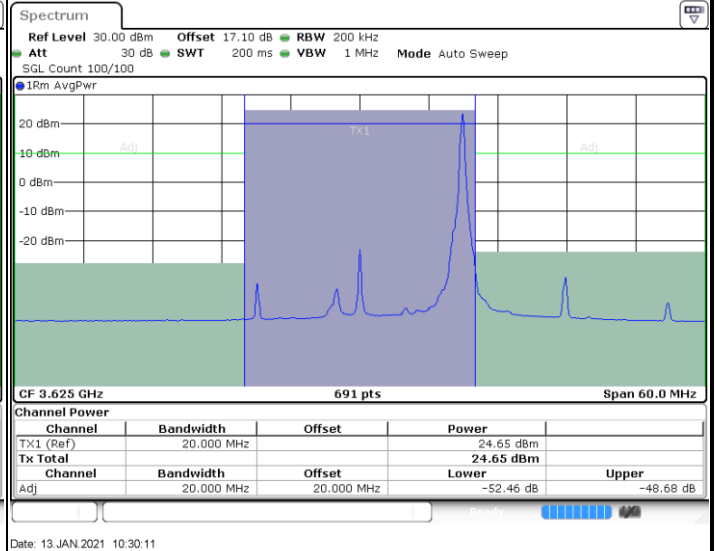 Spectrum
Ref Level 30.00 dBm Offset 17.10 dB RBW 200 kHz
Att 30 dB SWT 200 ms VBW 1 MHz Mode Auto Sweep
SGL Count 100/100
1Rm AvgPwr
20 dBm
TX1
10 dBm Adj Adj
0 dBm
-10 dBm
-20 dBm
CF 3.625 GHz 691 pts Span 60.0 MHz
Channel Power
Channel Bandwidth Offset Power
TX1 (Ref) 20.000 MHz 24.65 dBm
Tx Total 24.65 dBm
Channel Bandwidth Offset Lower Upper
Adj 20.000 MHz 20.000 MHz -52.46 dB -48.68 dB
Ready
Date: 13.JAN.2021 10:30:11